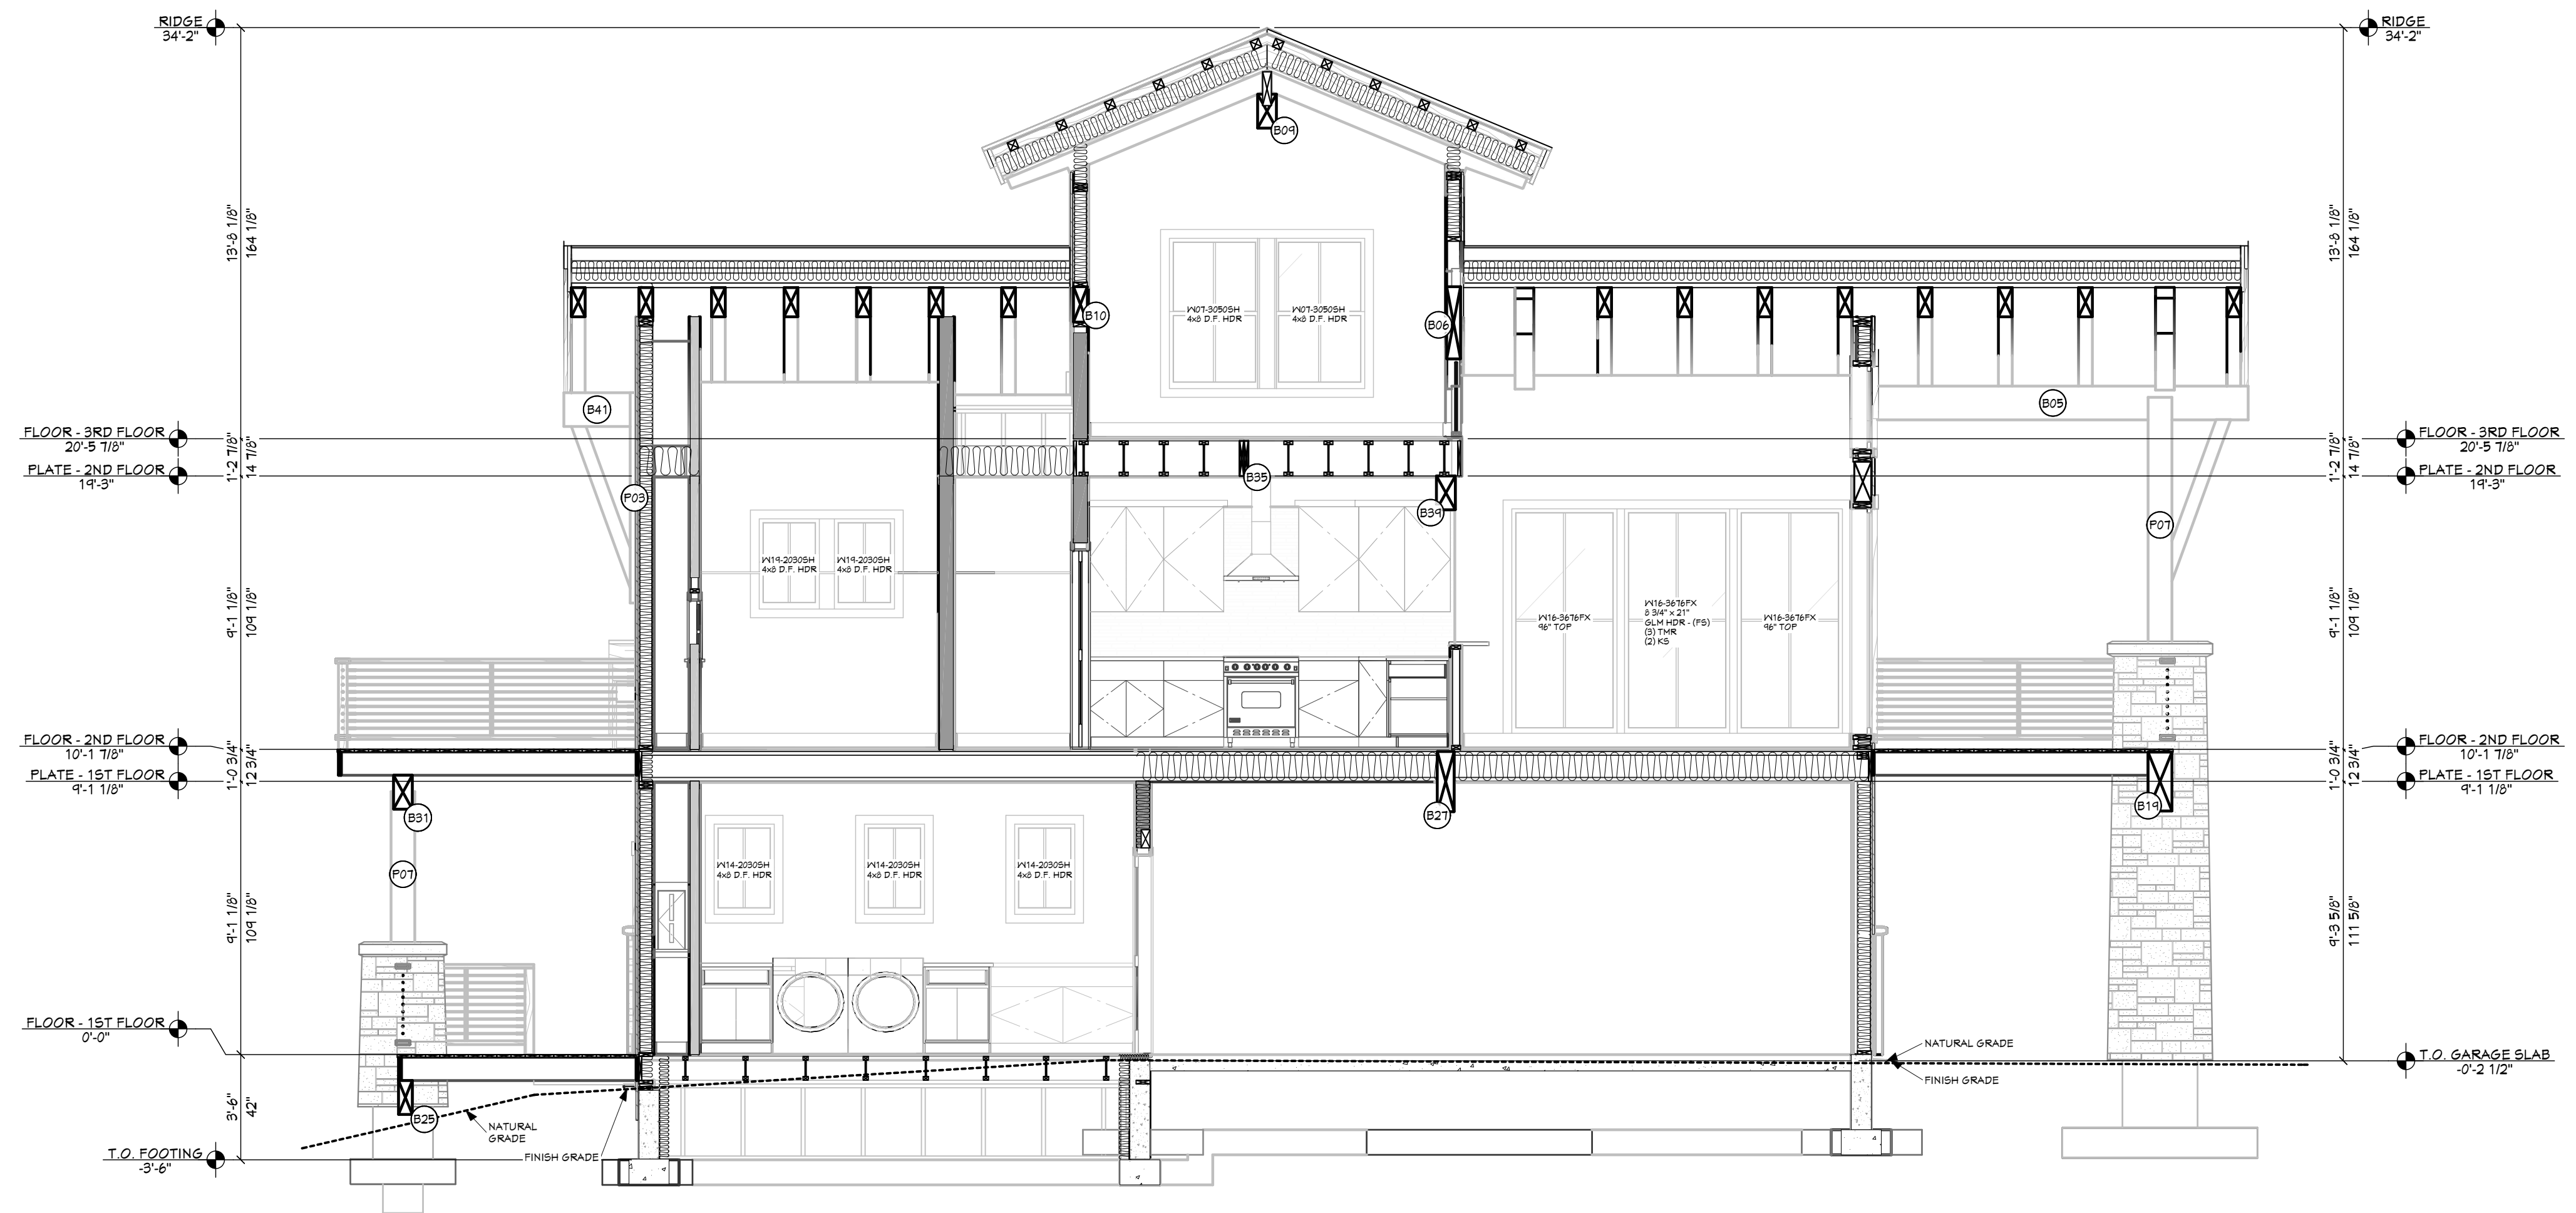 RIDGE
34'-2"
RIDGE
34'-2"
B09
13'-8 1/8"
164 1/8"
13'-8 1/8"
164 1/8"
W07-3050SH
4x8 D.F. HDR
W07-3050SH
4x8 D.F. HDR
B10
B06
B41
B05
FLOOR - 3RD FLOOR
20'-5 7/8"
FLOOR - 3RD FLOOR
20'-5 7/8"
1'-2 7/8"
14 7/8"
1'-2 7/8"
14 7/8"
PLATE - 2ND FLOOR
19'-3"
PLATE - 2ND FLOOR
19'-3"
P03
B35
B39
P07
W19-2030SH
4x8 D.F. HDR
W19-2030SH
4x8 D.F. HDR
W16-3676FX
96" TOP
W16-3676FX
8 3/4" x 21"
GLM HDR - (FS)
(3) TMR
(2) KS
W16-3676FX
96" TOP
9'-1 1/8"
109 1/8"
9'-1 1/8"
109 1/8"
FLOOR - 2ND FLOOR
10'-1 7/8"
FLOOR - 2ND FLOOR
10'-1 7/8"
1'-0 3/4"
12 3/4"
1'-0 3/4"
12 3/4"
PLATE - 1ST FLOOR
9'-1 1/8"
PLATE - 1ST FLOOR
9'-1 1/8"
B31
B27
B19
P07
W14-2030SH
4x8 D.F. HDR
W14-2030SH
4x8 D.F. HDR
W14-2030SH
4x8 D.F. HDR
9'-1 1/8"
109 1/8"
9'-3 5/8"
111 5/8"
FLOOR - 1ST FLOOR
0'-0"
NATURAL GRADE
T.O. GARAGE SLAB
-0'-2 1/2"
FINISH GRADE
3'-6"
42"
B25
NATURAL
GRADE
FINISH GRADE
T.O. FOOTING
-3'-6"